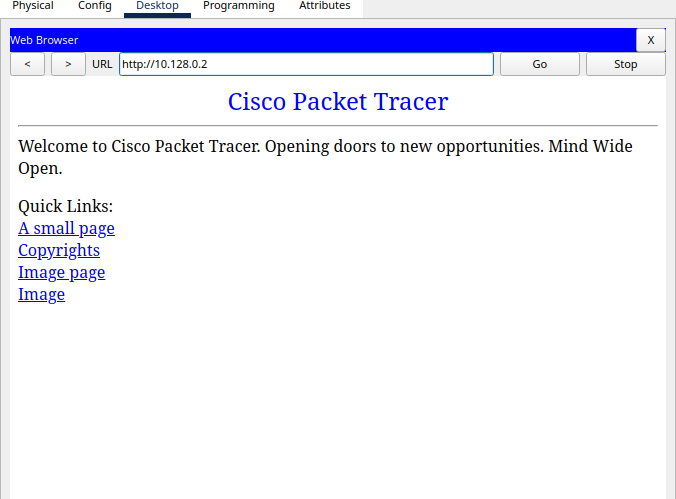 Physical Config Desktop Programming Attributes
Web Browser X
< > URL http://10.128.0.2 Go Stop
Cisco Packet Tracer
Welcome to Cisco Packet Tracer. Opening doors to new opportunities. Mind Wide
Open.
Quick Links:
A small page
Copyrights
Image page
Image